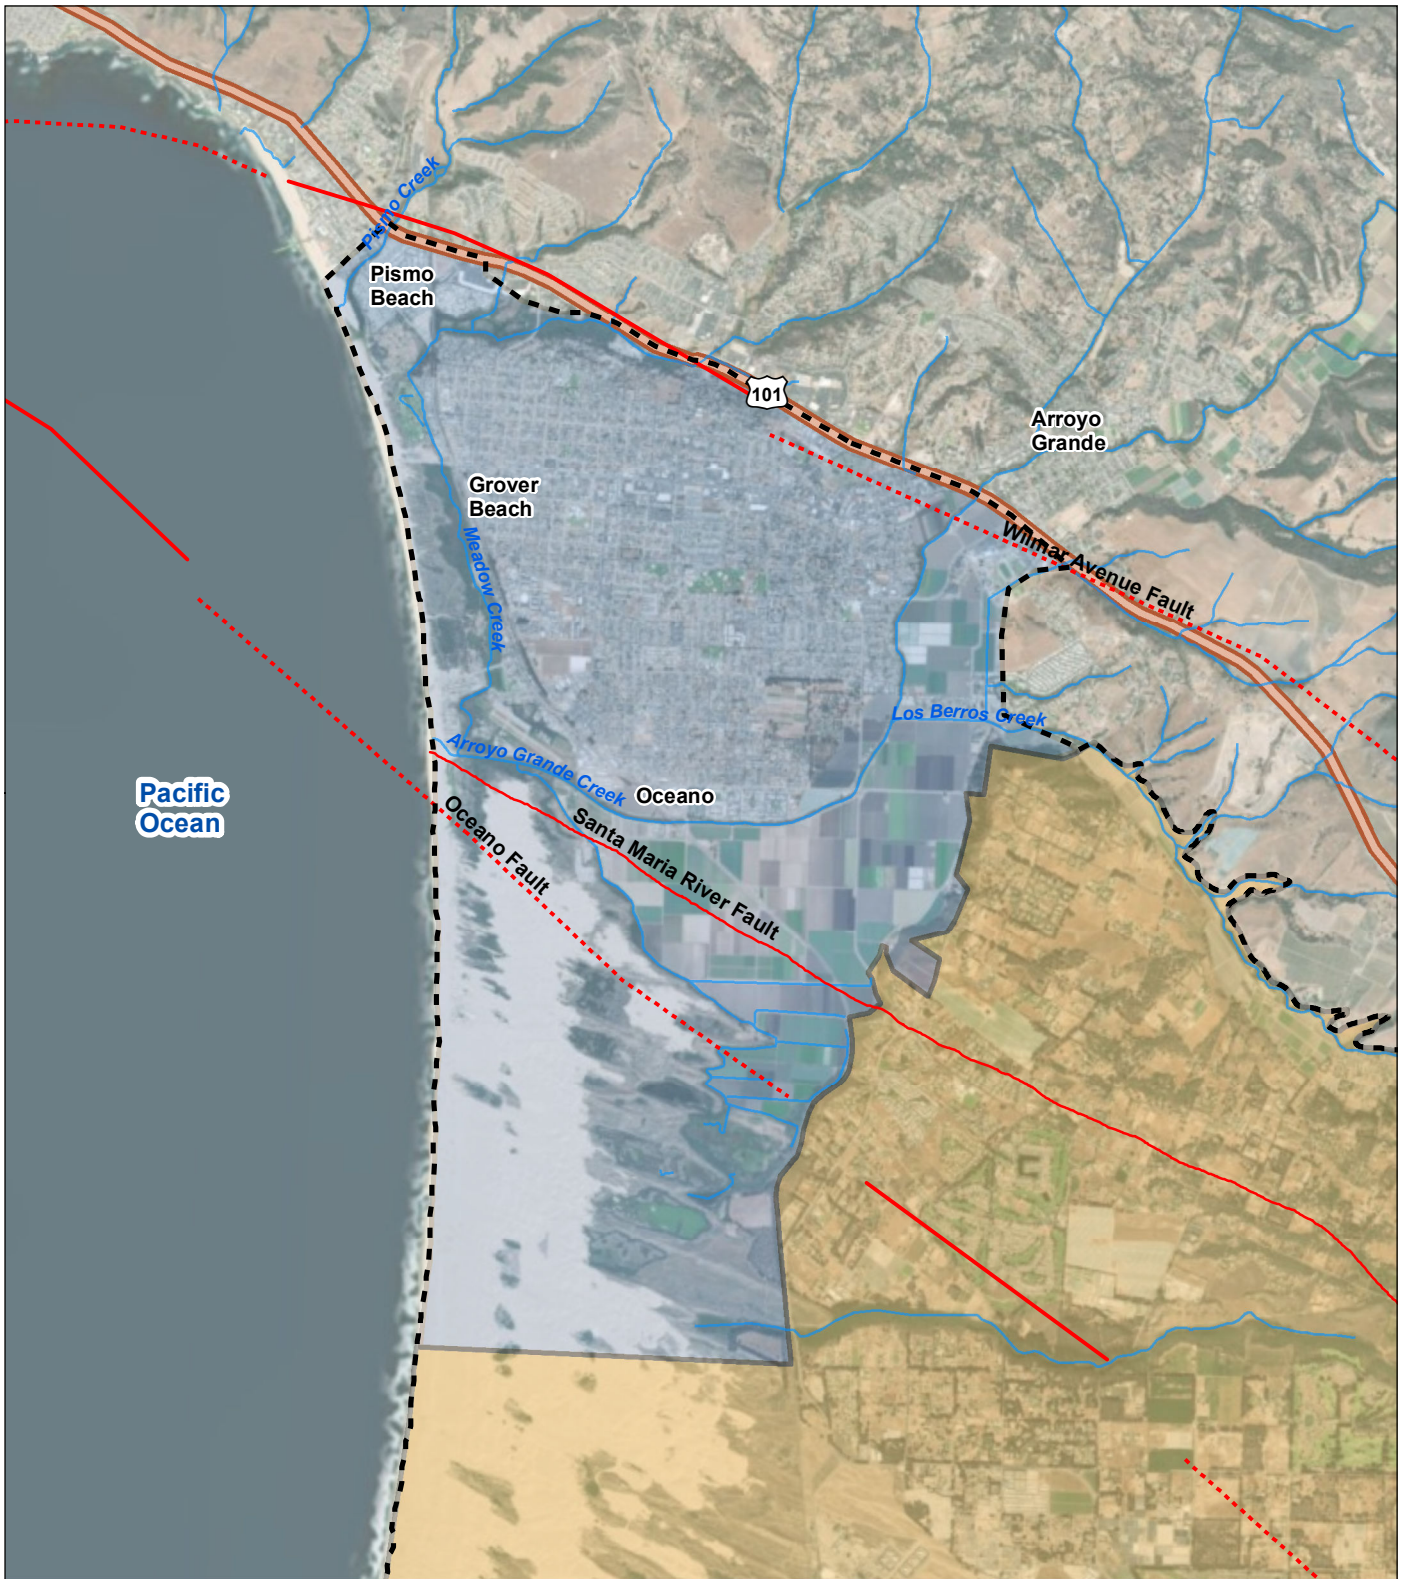 Pismo Creek
Pismo
Beach
101
Arroyo
Grande
Grover
Beach
Wilmar Avenue Fault
Meadow Creek
Los Berros Creek
Arroyo Grande Creek
Pacific
Ocean
Oceano
Oceano Fault
Santa Maria River Fault